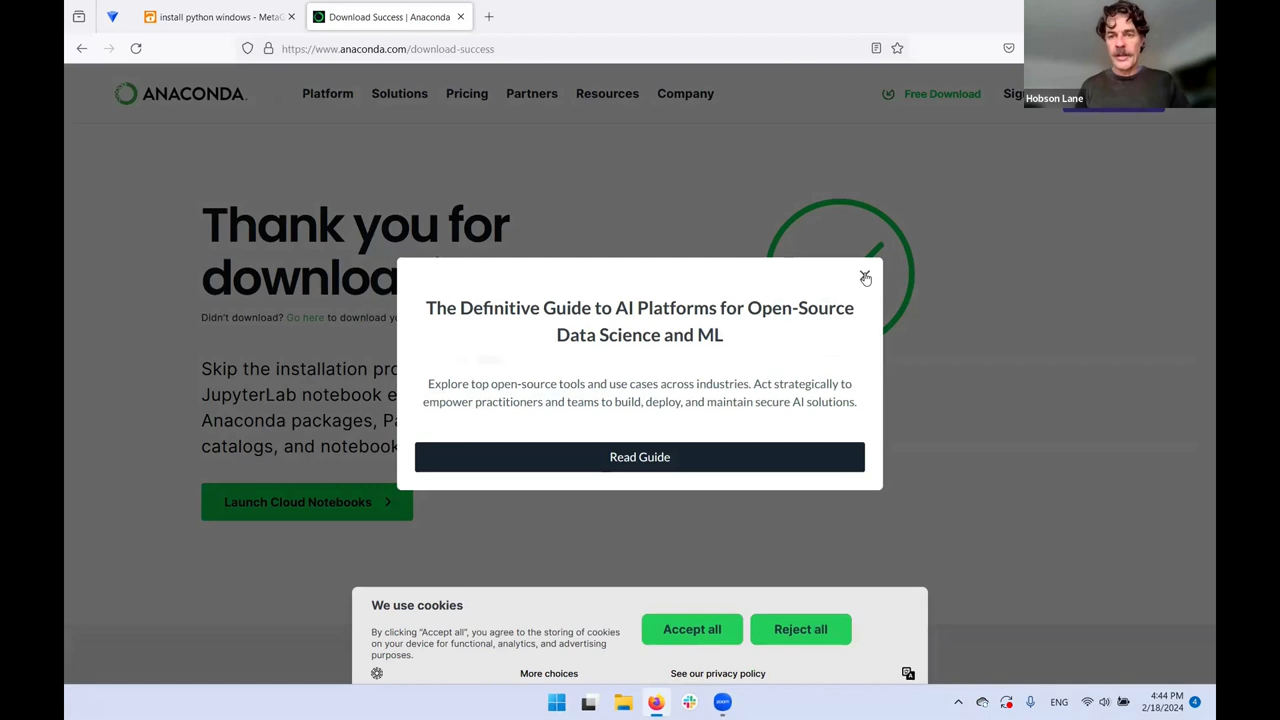 install python windows - MetaG
Download Success | Anaconda
https://www.anaconda.com/download-success
Hobson Lane
ANACONDA.
Platform
Solutions
Pricing
Partners
Resources
Company
Free Download
Thank you for
Didn't download? Go here to download
Skip the installation
JupyterLab notebook
Anaconda packages,
catalogs, and notebook
Launch Cloud Notebooks
The Definitive Guide to AI Platforms for Open-Source
Data Science and ML
Explore top open-source tools and use cases across industries. Act strategically to
empower practitioners and teams to build, deploy, and maintain secure AI solutions.
Read Guide
We use cookies
By clicking “Accept all”, you agree to the storing of cookies
on your device for functional, analytics, and advertising
purposes.
Accept all
Reject all
More choices
See our privacy policy
ENG
4:44 PM
2/18/2024
4